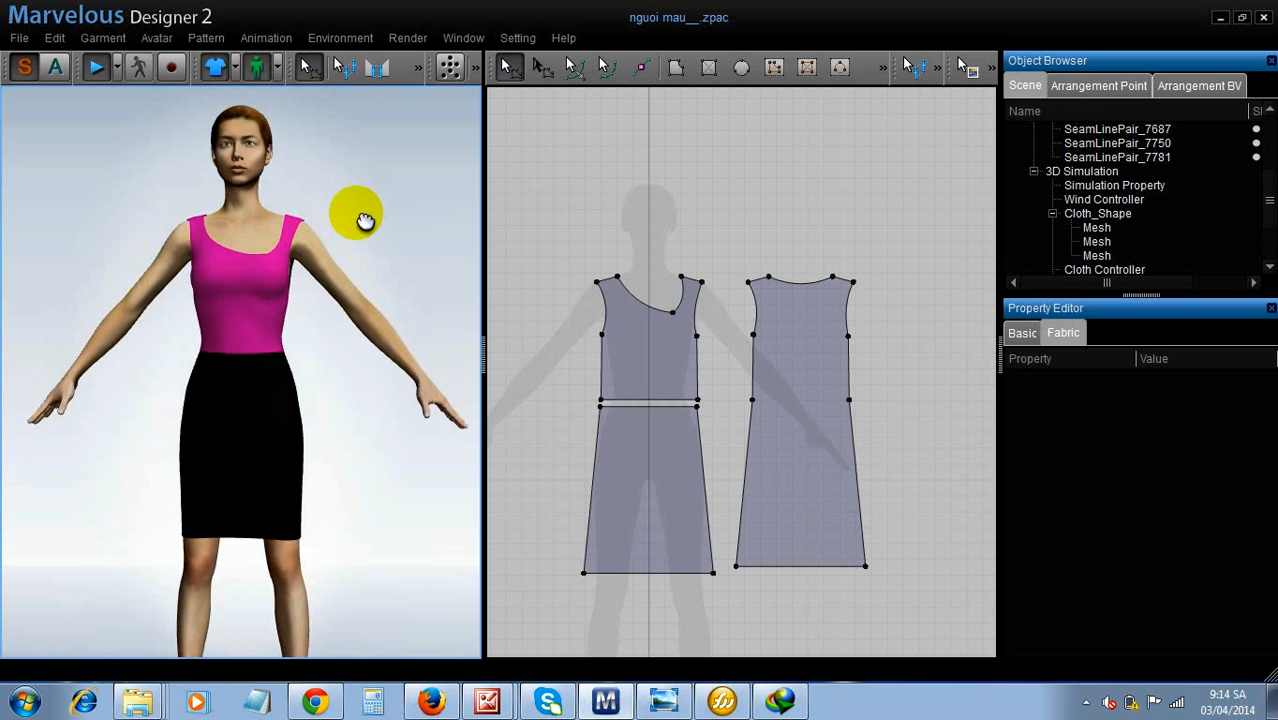 Marvelous Designer 2
nguoi mau__.zpac
File Edit Garment Avatar Pattern Animation Environment Render Window Setting Help
S A
» » » » »
Object Browser
Scene Arrangement Point Arrangement BV
Name
SeamLinePair_7687
SeamLinePair_7750
SeamLinePair_7781
3D Simulation
Simulation Property
Wind Controller
Cloth_Shape
Mesh
Mesh
Mesh
Cloth Controller
Property Editor
Basic Fabric
Property Value
M
9:14 SA
03/04/2014